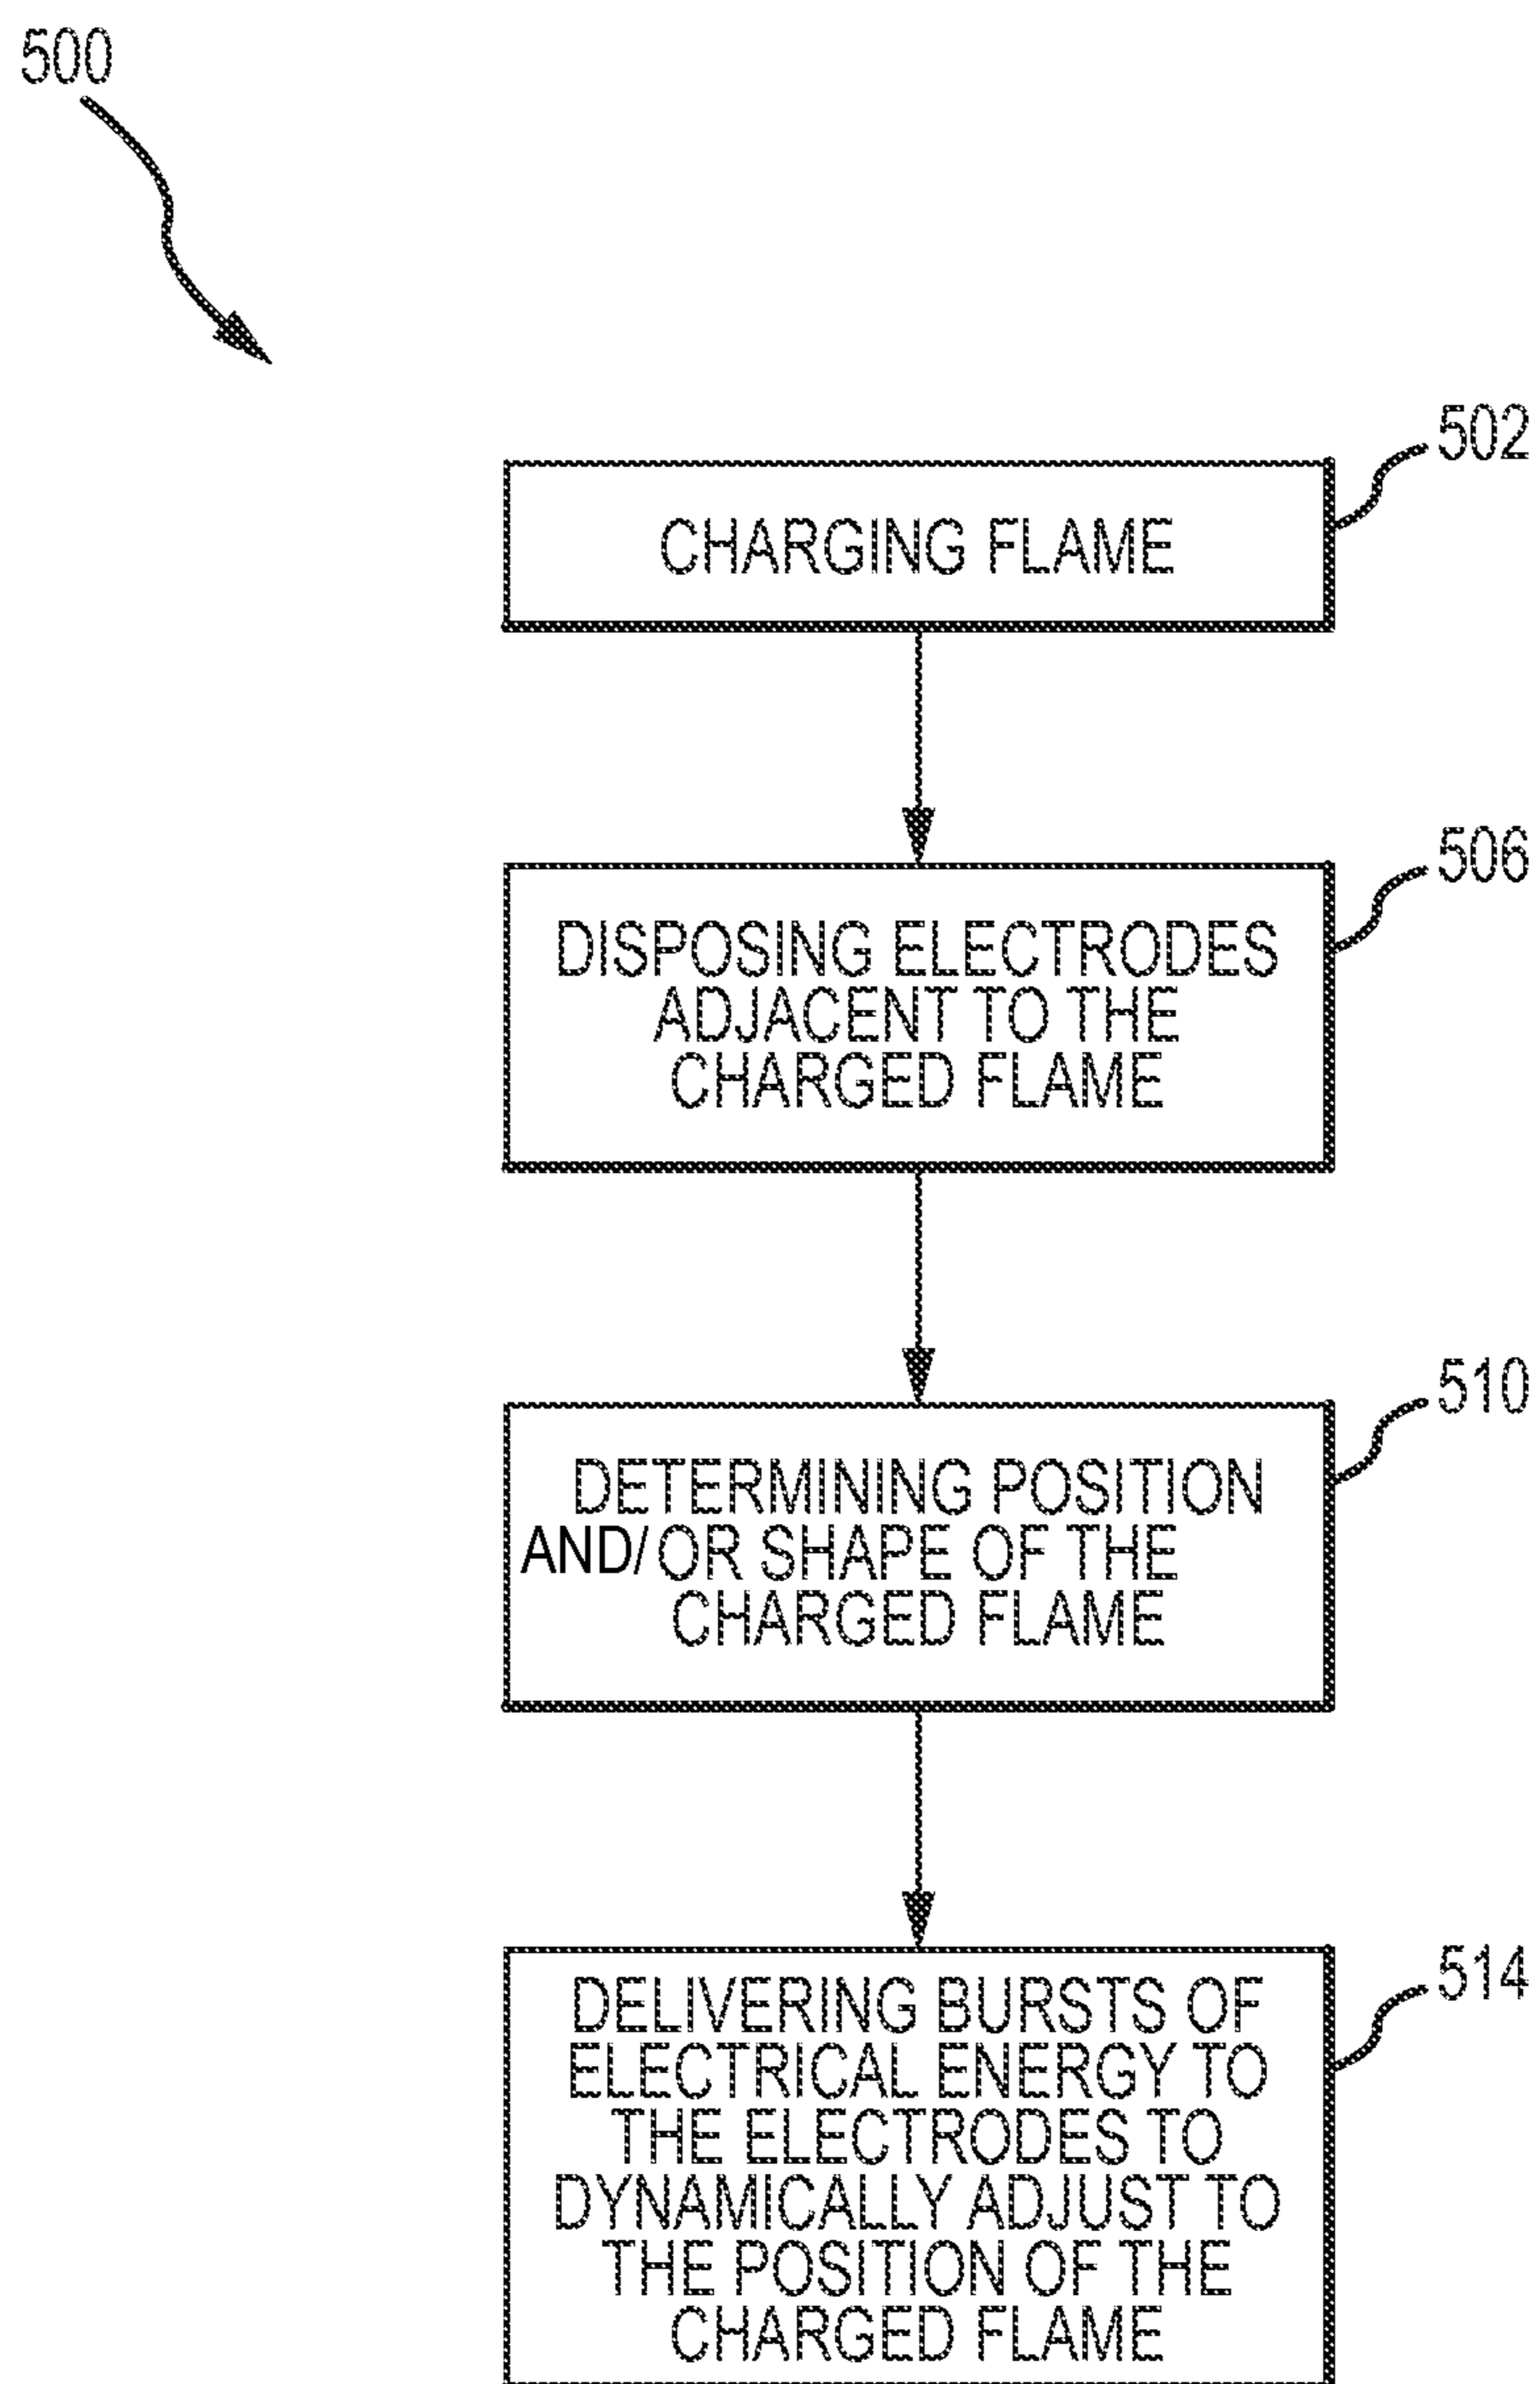 500
502
CHARGING FLAME
506
DISPOSING ELECTRODES
ADJACENT TO THE
CHARGED FLAME
510
DETERMINING POSITION
AND/OR SHAPE OF THE
CHARGED FLAME
514
DELIVERING BURSTS OF
ELECTRICAL ENERGY TO
THE ELECTRODES TO
DYNAMICALLY ADJUST TO
THE POSITION OF THE
CHARGED FLAME